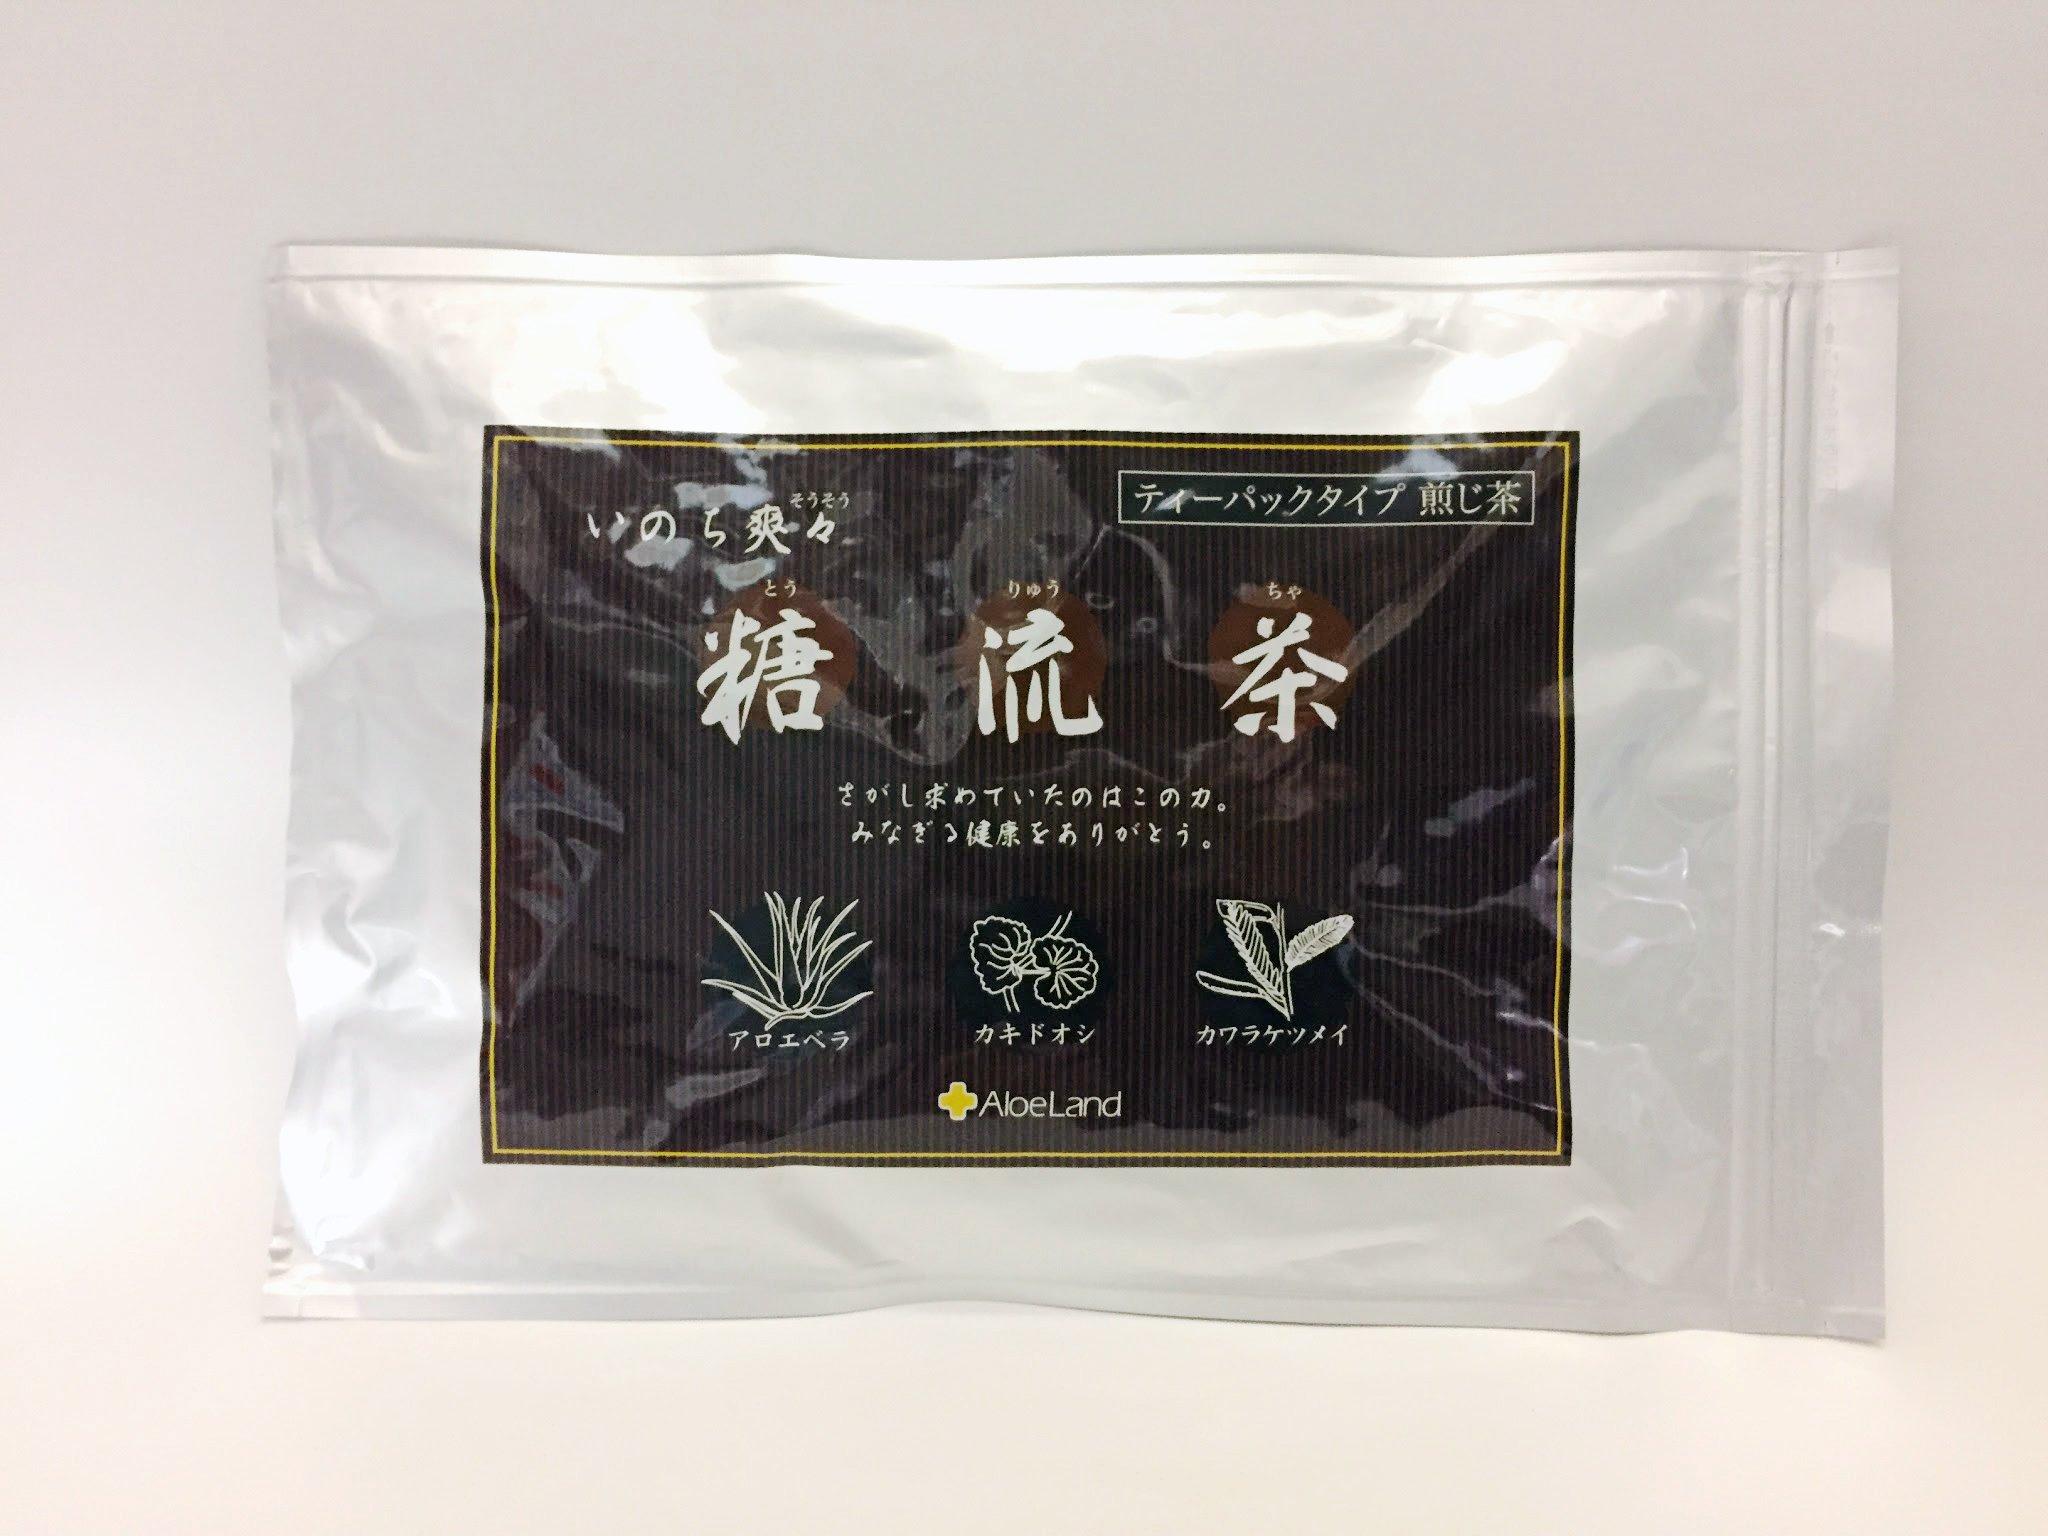 ティーパックタイプ 煎じ茶
そうそう
いのち爽々
とう りゅう ちゃ
糖流茶
さがし求めていたのはこの力。
みなぎる健康をありがとう。
アロエベラ カキドオシ カワラケツメイ
AloeLand